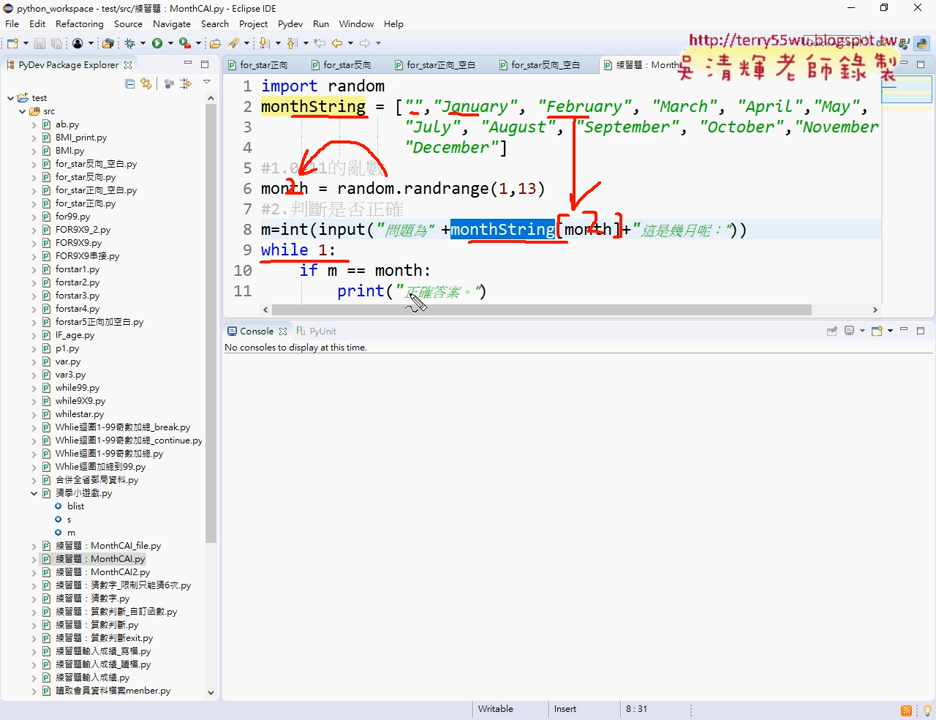 python_workspace - test/src/練習題：MonthCAI.py - Eclipse IDE
File Edit Refactoring Source Navigate Search Project Pydev Run Window Help
http://terry55wu.blogspot.tw
吳清輝老師錄製
PyDev Package Explorer
for_star正向 for_star反向 for_star正向_空白 for_star反向_空白 練習題：Month
test
src
ab.py
BMI_print.py
BMI.py
for_star反向_空白.py
for_star反向.py
for_star正向_空白.py
for_star正向.py
for99.py
FOR9X9_2.py
FOR9X9.py
FOR9X9串接.py
forstar1.py
forstar2.py
forstar3.py
forstar4.py
forstar5正向加空白.py
IF_age.py
p1.py
var.py
var3.py
while99.py
while9X9.py
whilestar.py
Whlie迴圈1-99奇數加總_break.py
Whlie迴圈1-99奇數加總_continue.py
Whlie迴圈1-99奇數加總.py
Whlie迴圈加總到99.py
合併全省郵局資料.py
猜拳小遊戲.py
blist
s
m
練習題：MonthCAI_file.py
練習題：MonthCAI.py
練習題：MonthCAI2.py
練習題：猜數字_限制只能猜6次.py
練習題：猜數字.py
練習題：質數判斷_自訂函數.py
練習題：質數判斷.py
練習題：質數判斷exit.py
練習題：輸入成績_寫檔.py
練習題：輸入成績_讀檔.py
練習題：輸入成績.py
讀取會員資料檔案menber.py
1 import random
2 monthString = ["","January", "February", "March", "April","May",
3 "July", "August", "September", "October","November
4 "December"]
5 #1.0~11的亂數
6 month = random.randrange(1,13)
7 #2.判斷是否正確
8 m=int(input("問題為" +monthString[month]+"這是幾月呢："))
9 while 1:
10 if m == month:
11 print("正確答案。")
2
2
Console PyUnit
No consoles to display at this time.
Writable Insert 8 : 31